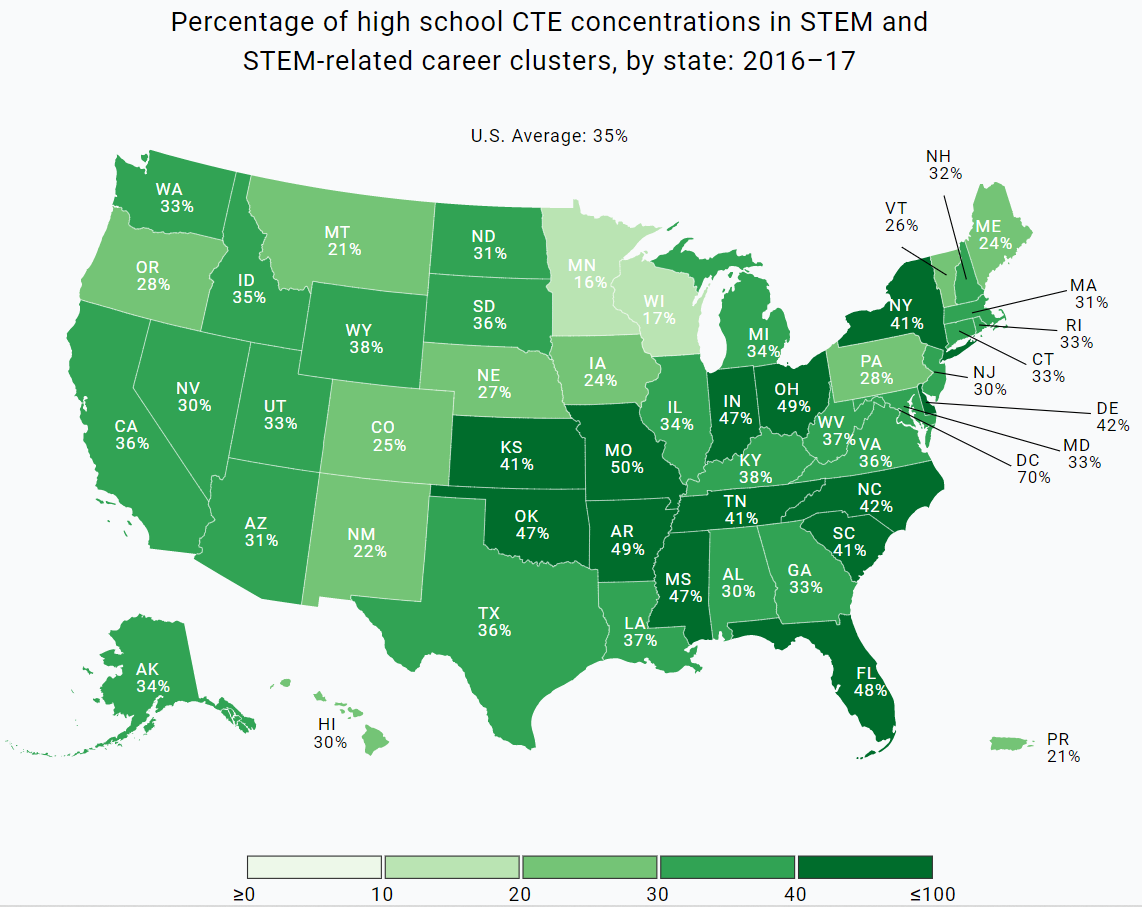 Percentage of high school CTE concentrations in STEM and
STEM-related career clusters, by state: 2016–17
U.S. Average: 35%
NH
32%
WA
33%
VT
26%
ME
24%
MT
21%
ND
31%
OR
28%
ID
35%
MN
16%
MA
31%
WI
17%
SD
36%
NY
41%
RI
33%
WY
38%
MI
34%
CT
33%
IA
24%
PA
28%
NE
27%
NJ
30%
NV
30%
UT
33%
IL
34%
IN
47%
OH
49%
DE
42%
CA
36%
CO
25%
KS
41%
MO
50%
WV
37%
VA
36%
MD
33%
KY
38%
DC
70%
NC
42%
TN
41%
AZ
31%
NM
22%
OK
47%
AR
49%
SC
41%
MS
47%
AL
30%
GA
33%
TX
36%
LA
37%
AK
34%
FL
48%
HI
30%
PR
21%
≥0 10 20 30 40 ≤100